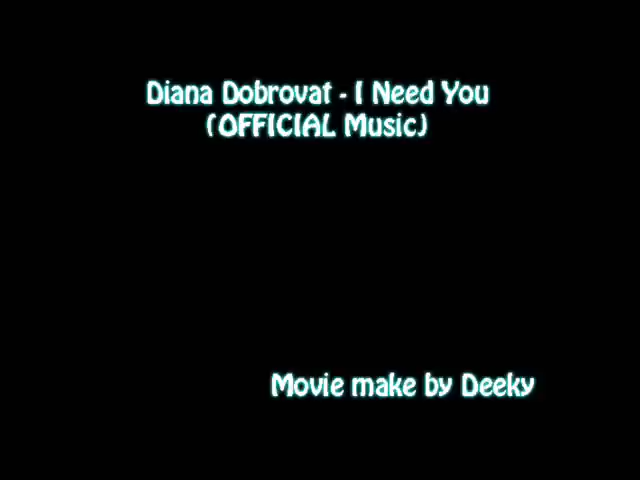 Diana Dobrovat - I Need You
(OFFICIAL Music)
Movie make by Deeky